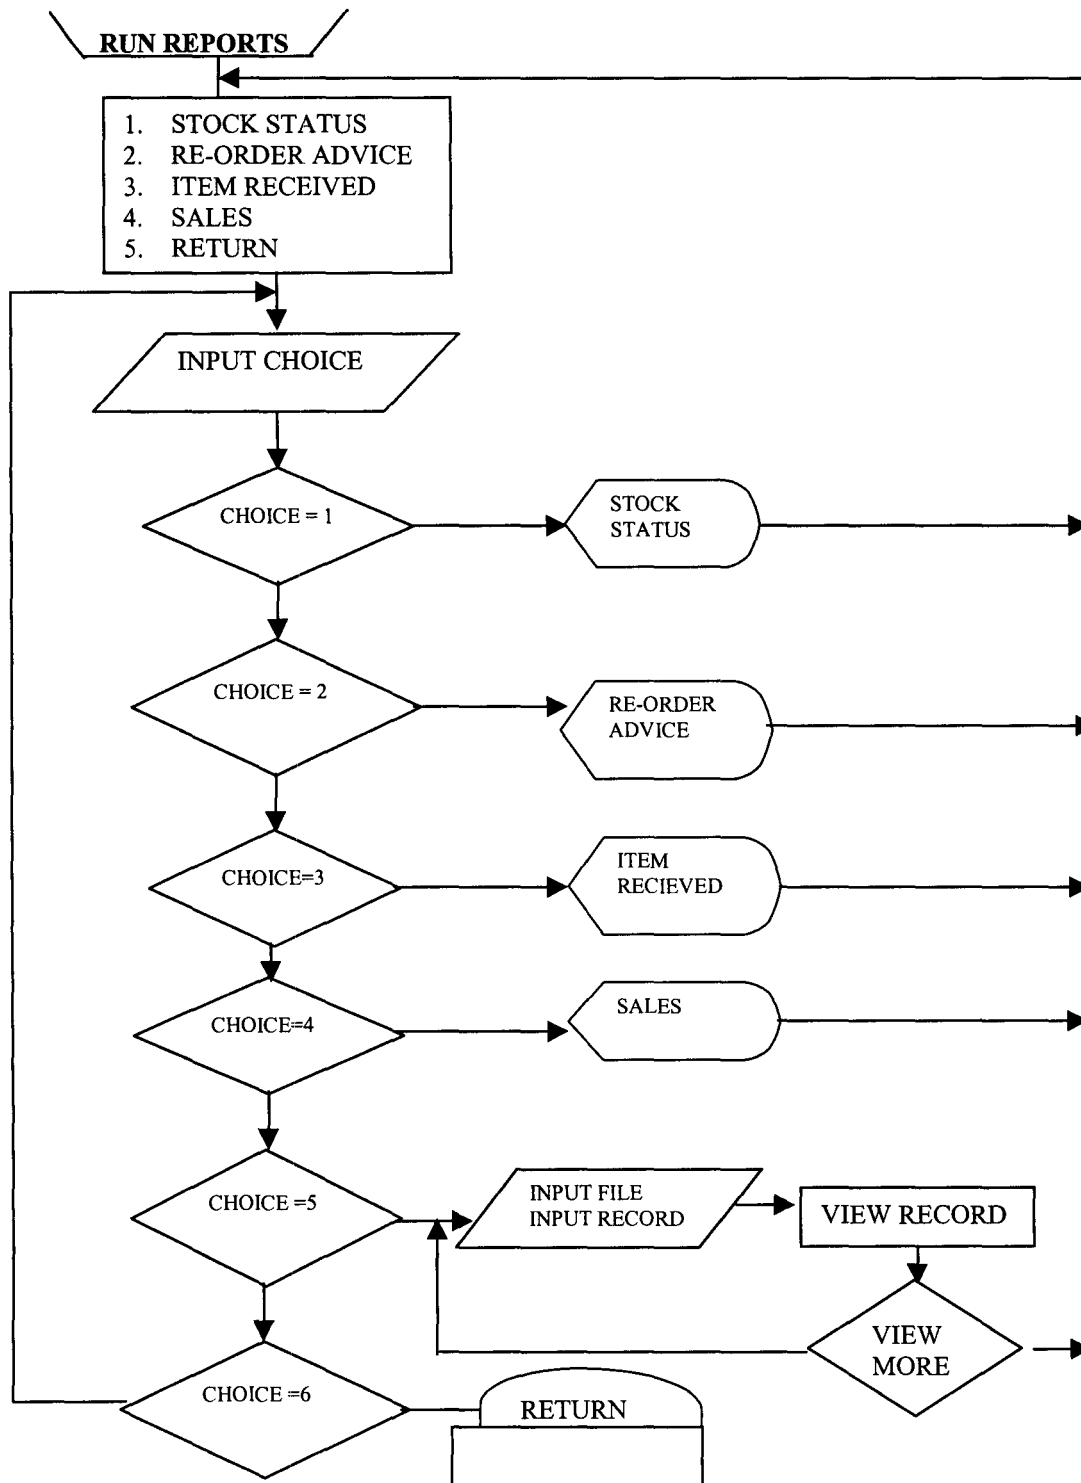 RUN REPORTS
1. STOCK STATUS
2. RE-ORDER ADVICE
3. ITEM RECEIVED
4. SALES
5. RETURN
INPUT CHOICE
CHOICE = 1
STOCK
STATUS
CHOICE = 2
RE-ORDER
ADVICE
CHOICE=3
ITEM
RECIEVED
CHOICE=4
SALES
CHOICE =5
INPUT FILE
INPUT RECORD
VIEW RECORD
VIEW
MORE
CHOICE =6
RETURN